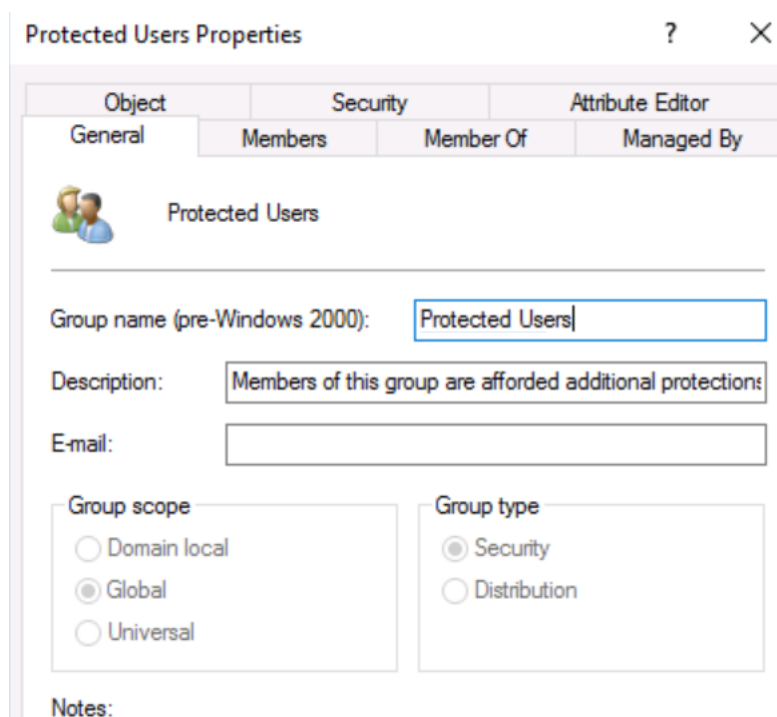 Protected Users Properties ? ×
Object Security Attribute Editor
General Members Member Of Managed By
Protected Users
Group name (pre-Windows 2000): Protected Users
Description: Members of this group are afforded additional protections
E-mail:
Group scope Group type
Domain local Security
Global Distribution
Universal
Notes: